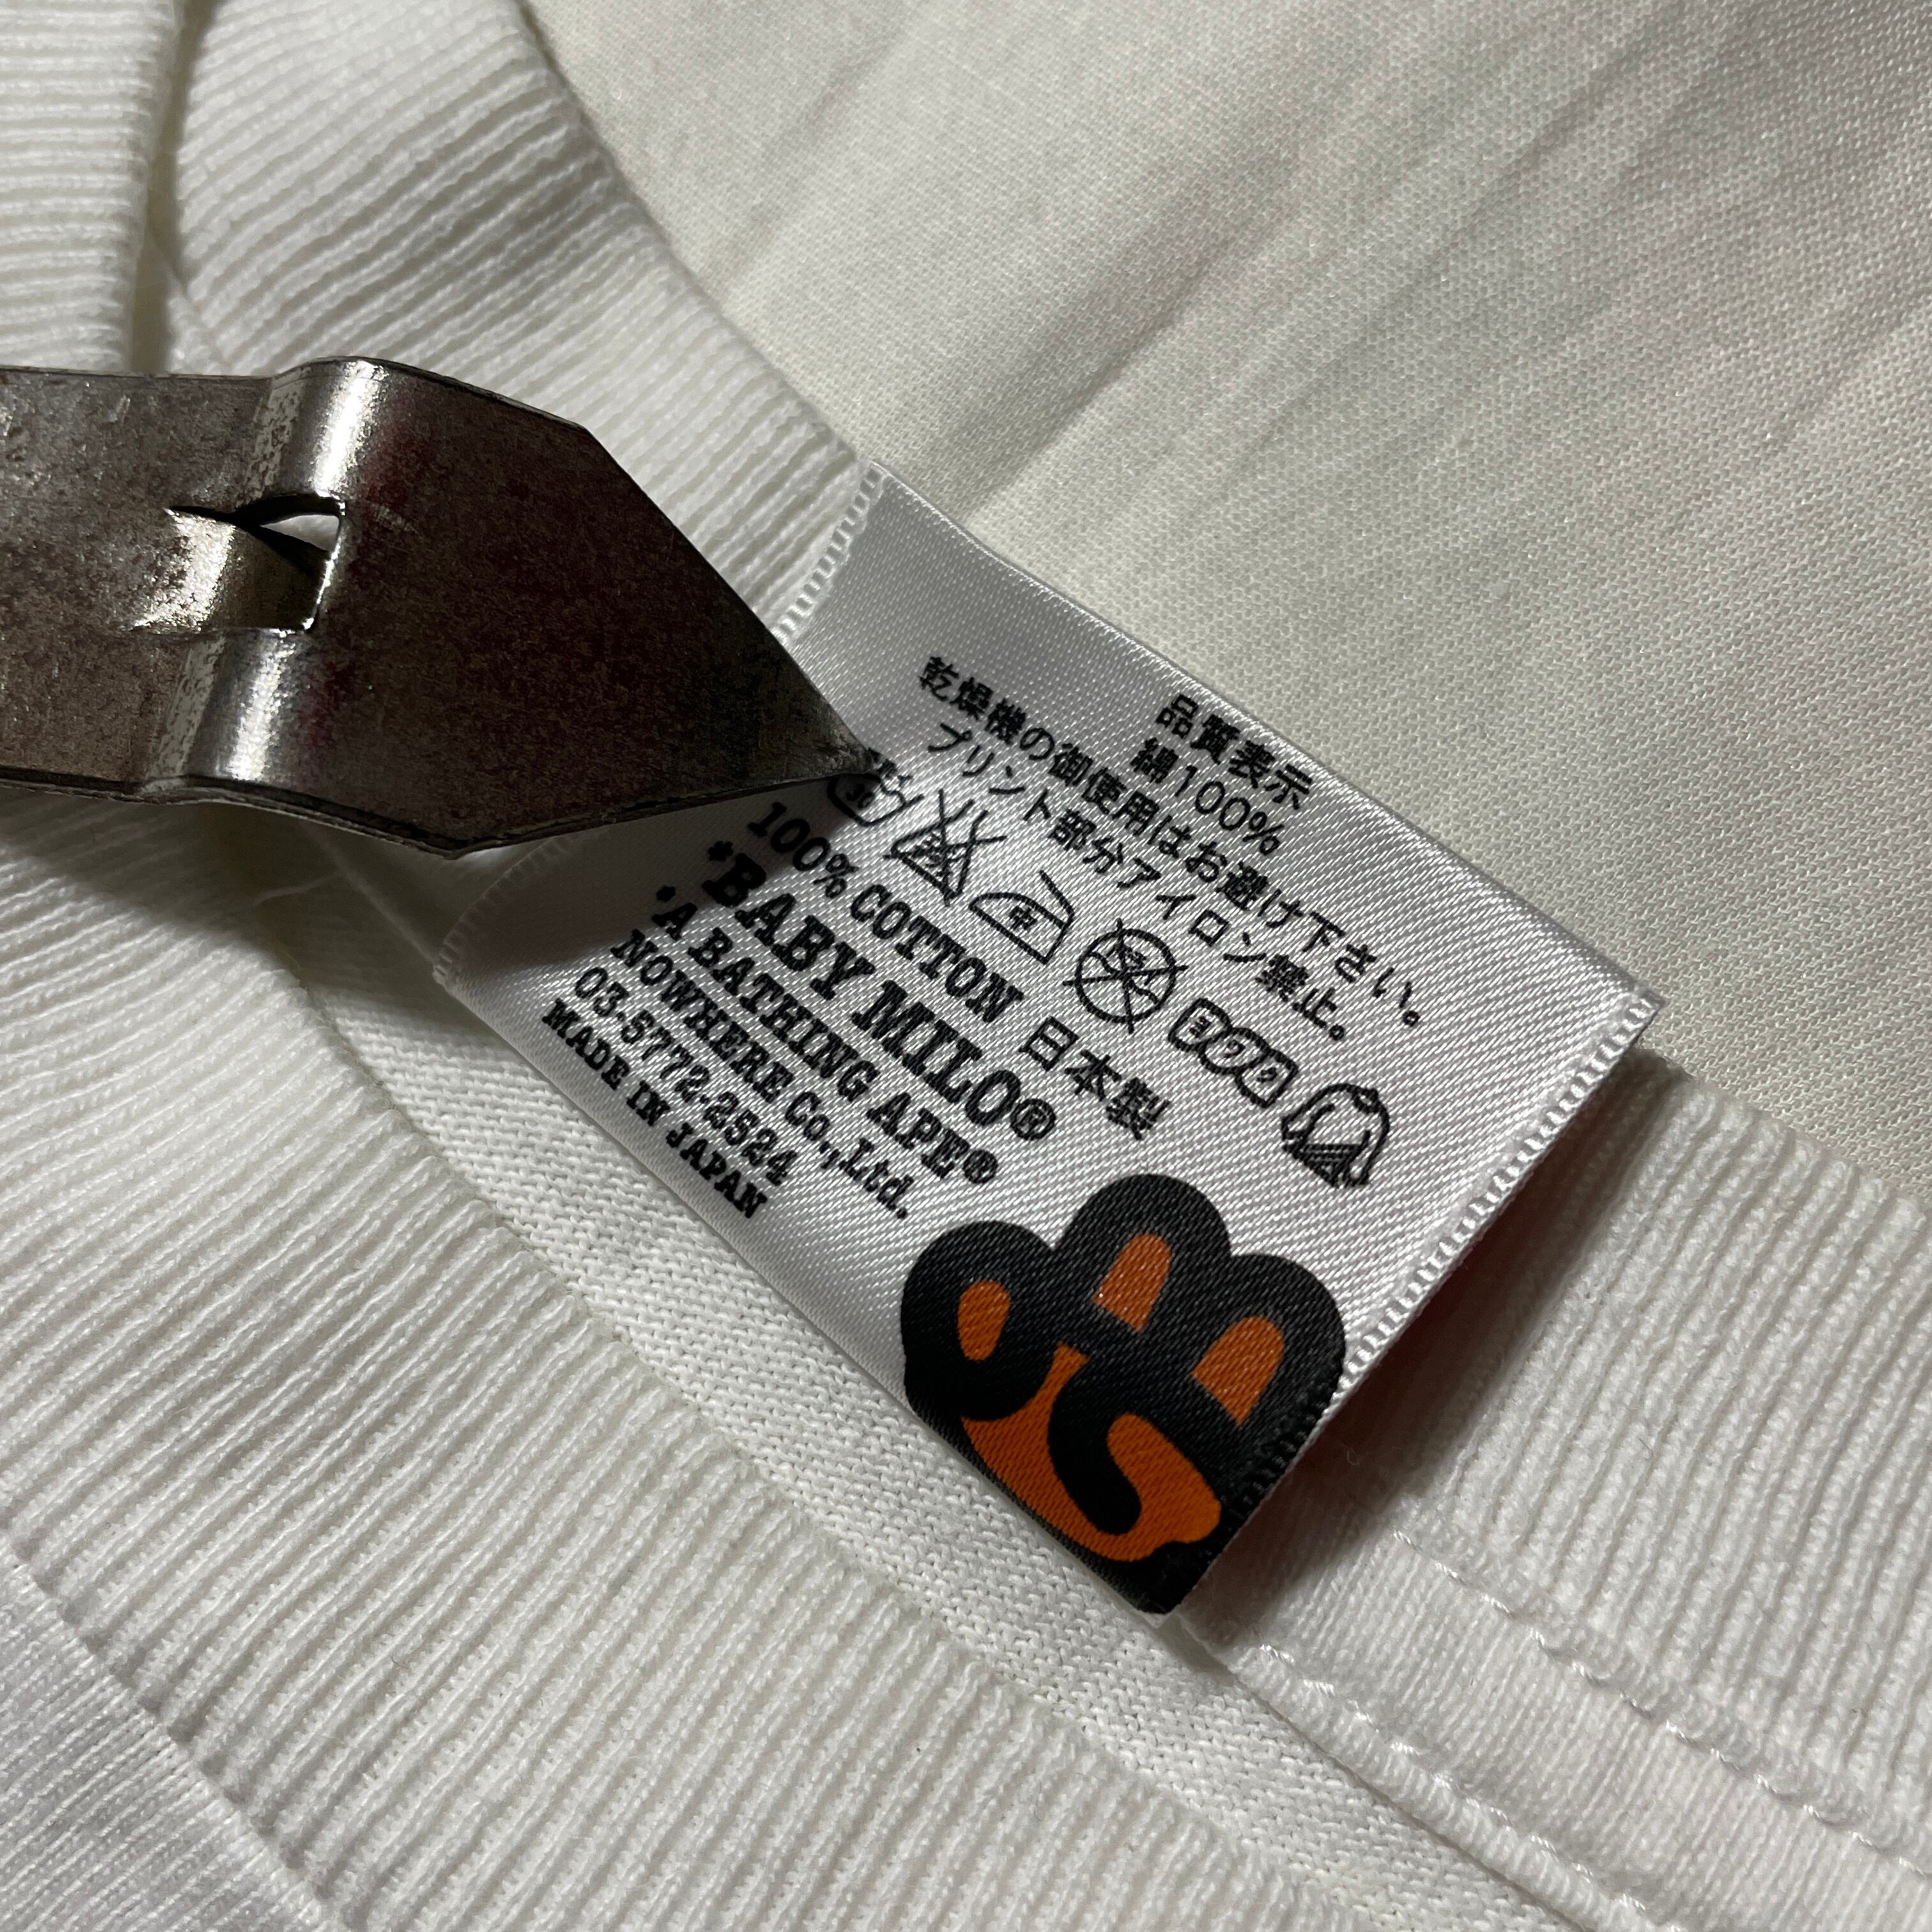 品質表示
綿100%
乾燥機の御使用はお避け下さい。
プリント部分アイロン禁止。
中
100% COTTON 日本製
*BABY MILO®
*A BATHING APE®
NOWHERE Co.,Ltd.
03-5772-2524
MADE IN JAPAN